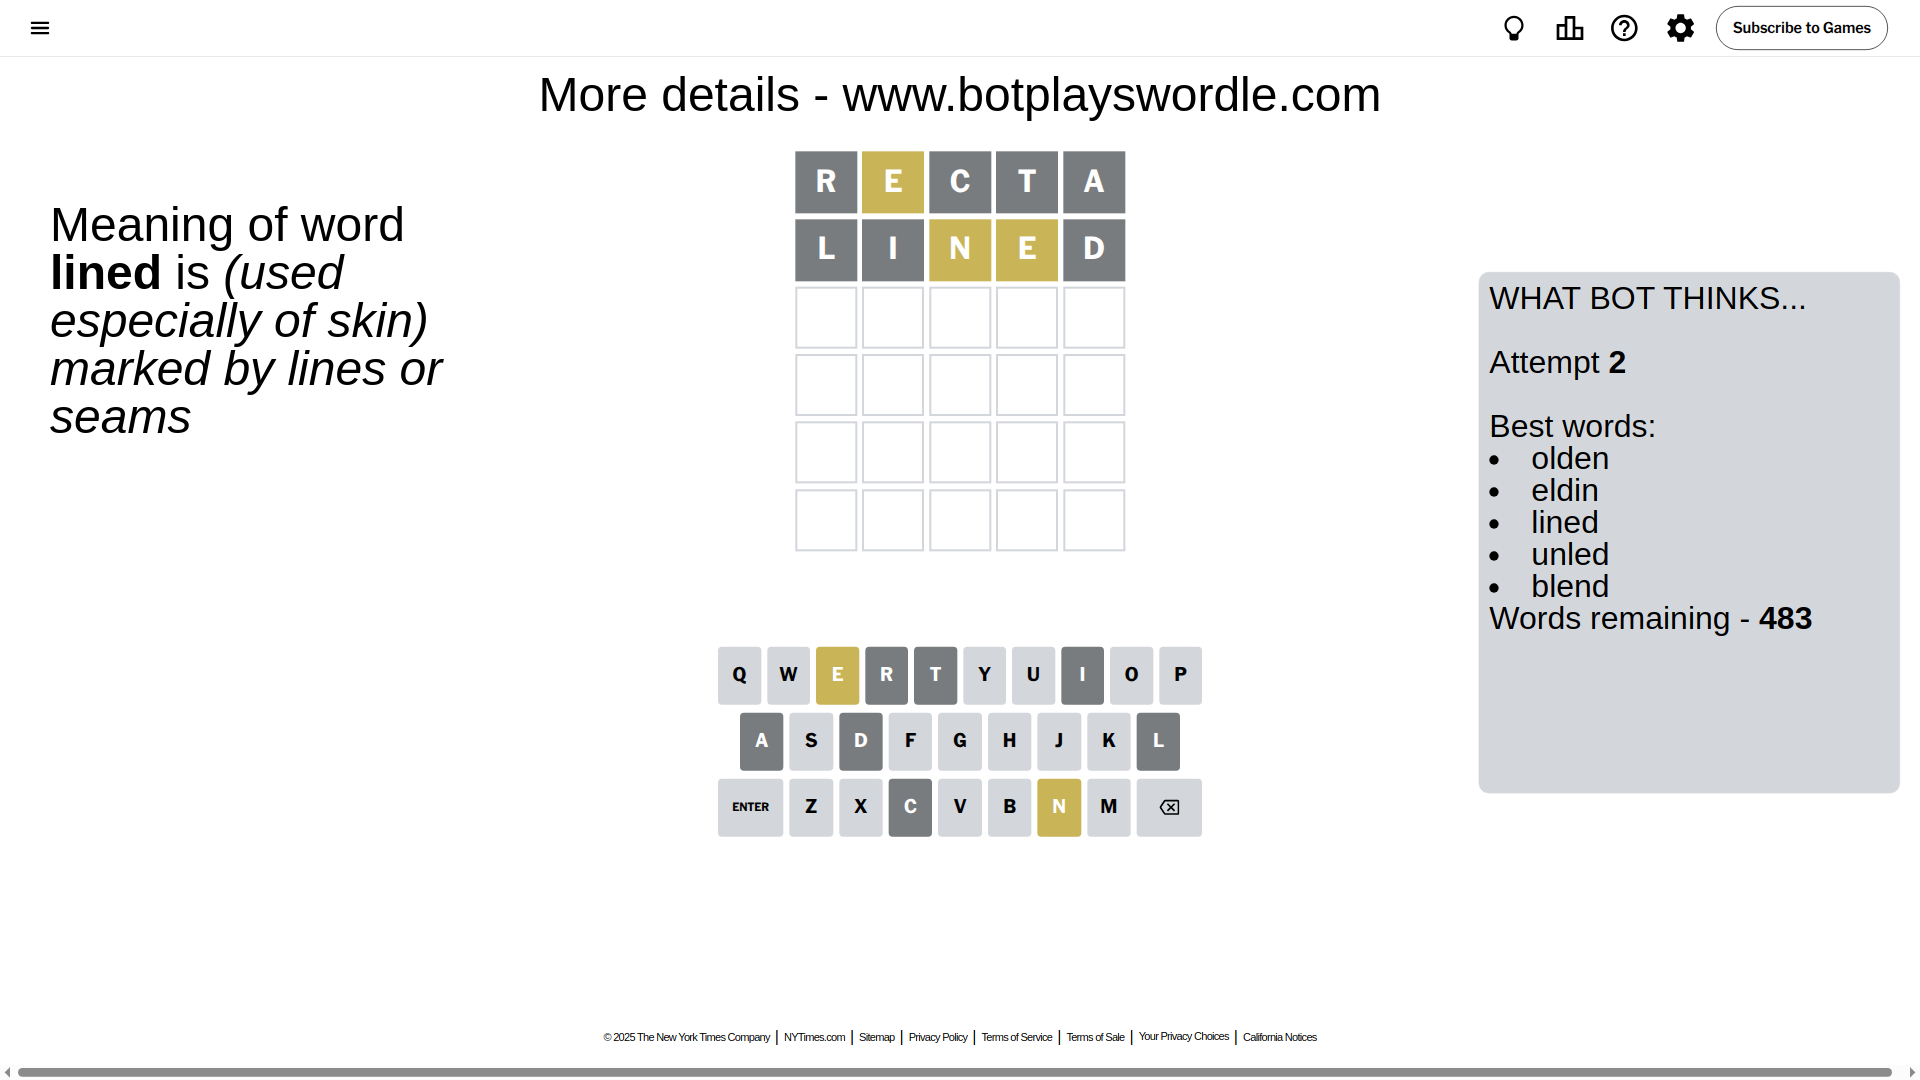 Subscribe to Games
More details - www.botplayswordle.com
Meaning of word
lined is (used
especially of skin)
marked by lines or
seams
R E C T A
L I N E D
WHAT BOT THINKS...
Attempt 2
Best words:
• olden
• eldin
• lined
• unled
• blend
Words remaining - 483
Q W E R T Y U I O P
A S D F G H J K L
ENTER Z X C V B N M
© 2025 The New York Times Company | NYTimes.com | Sitemap | Privacy Policy | Terms of Service | Terms of Sale | Your Privacy Choices | California Notices